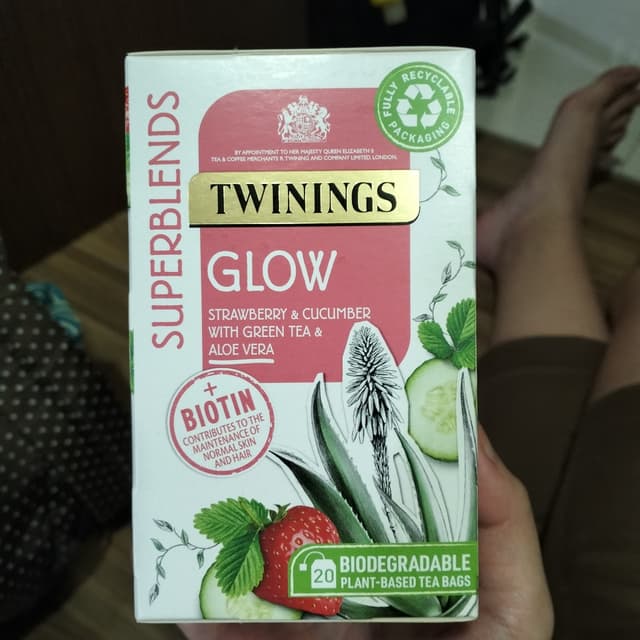 SUPERBLENDS
FULLY RECYCLABLE
PACKAGING
BY APPOINTMENT TO HER MAJESTY QUEEN ELIZABETH II
TEA & COFFEE MERCHANTS R. TWINING AND COMPANY LIMITED, LONDON.
TWININGS
GLOW
STRAWBERRY & CUCUMBER
WITH GREEN TEA &
ALOE VERA
+
BIOTIN
CONTRIBUTES TO THE
MAINTENANCE OF
NORMAL SKIN
AND HAIR
20
BIODEGRADABLE
PLANT-BASED TEA BAGS